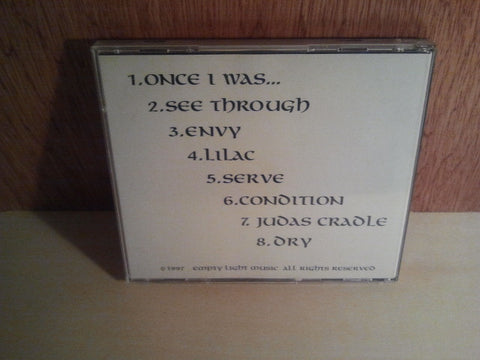 1.ONCE I WAS...
2.SEE THROUGH
3.ENVY
4.LILAC
5.SERVE
6.CONDITION
7. JUDAS CRADLE
8.DRY
© 1997 EMPTY LIGHT MUSIC ALL RIGHTS RESERVED